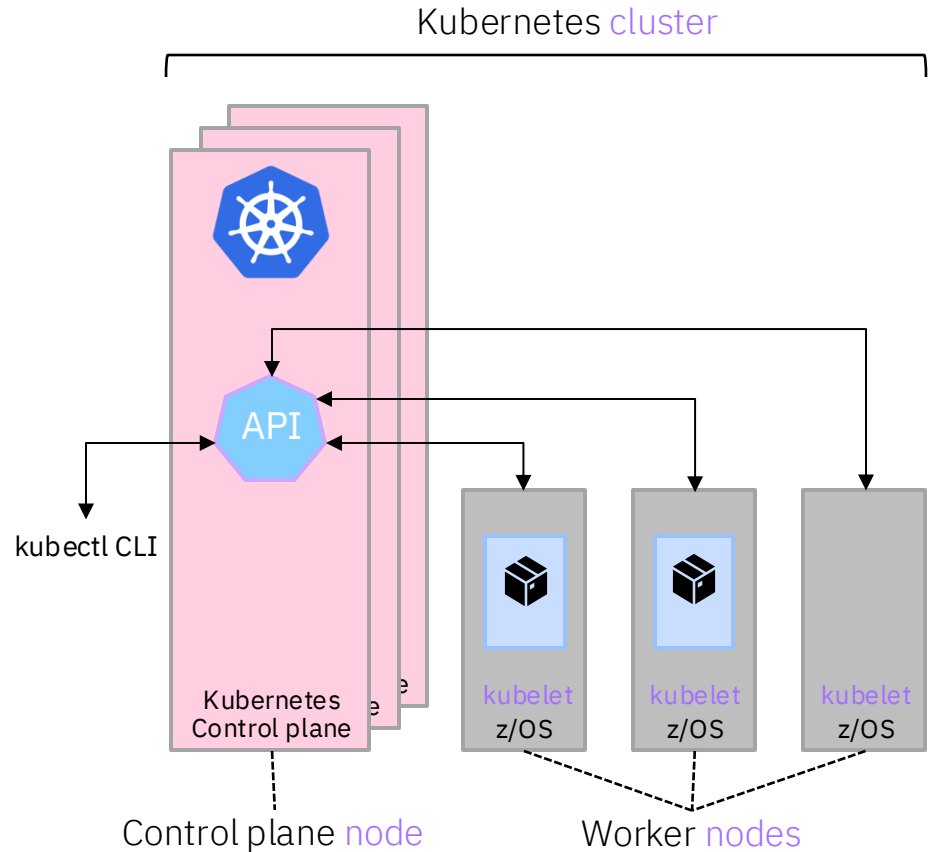 Kubernetes cluster
API
kubectl CLI
Kubernetes
Control plane
e
e
kubelet
z/OS
kubelet
z/OS
kubelet
z/OS
Control plane node
Worker nodes